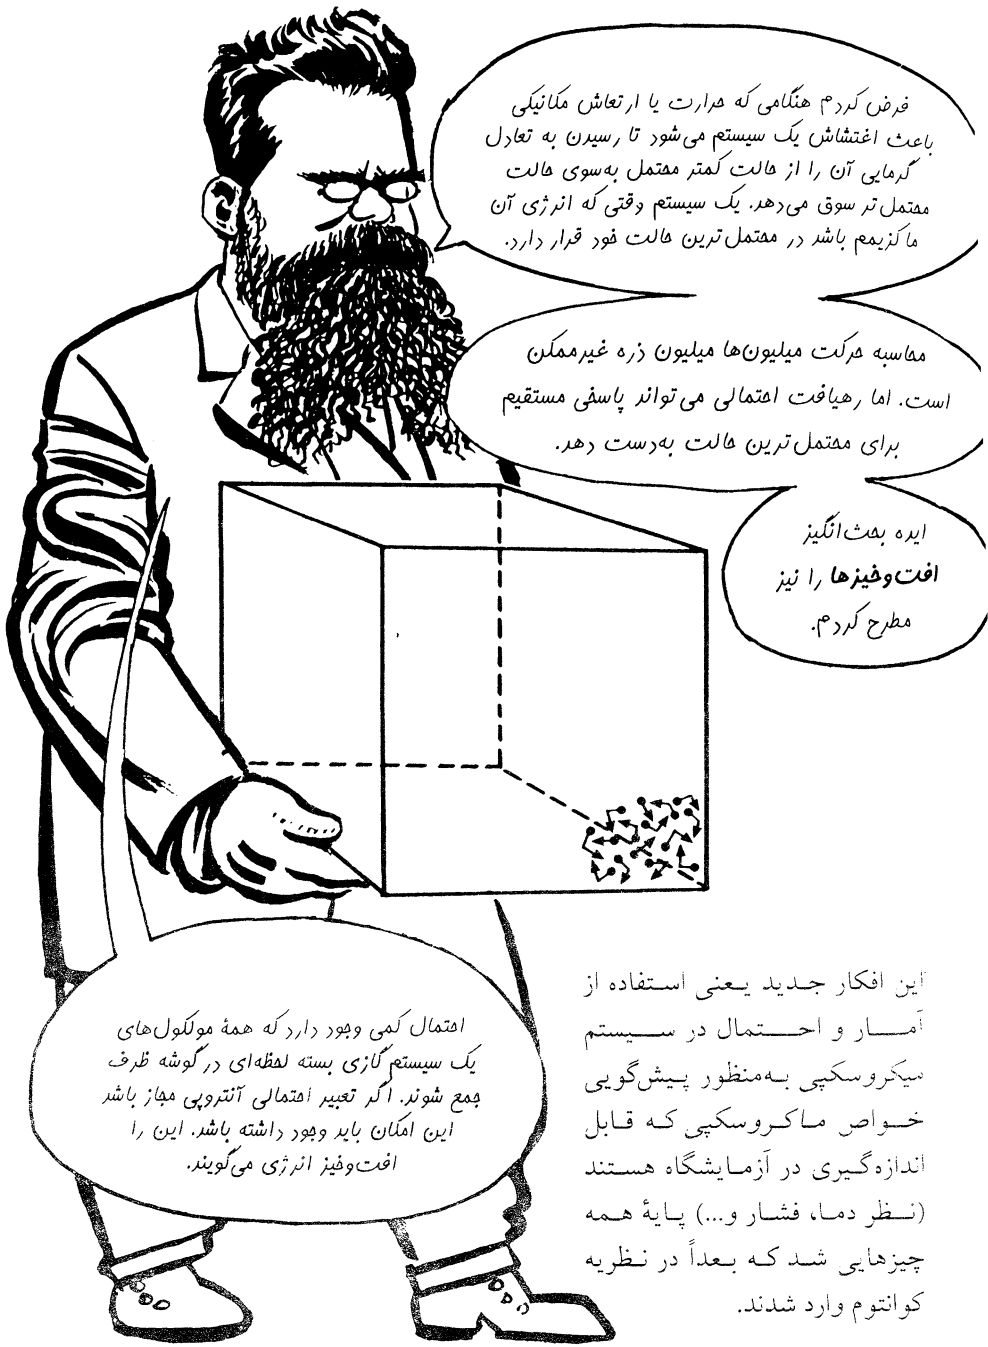 فرض کردم هنگامی که حرارت یا ارتعاش مکانیکی
باعث اغتشاش یک سیستم می‌شود تا رسیدن به تعادل
گرمایی آن را از حالت کمتر محتمل به‌سوی حالت
محتمل‌تر سوق می‌دهد. یک سیستم وقتی که انرژی آن
ماکزیمم باشد در محتمل‌ترین حالت خود قرار دارد.
محاسبه حرکت میلیون‌ها میلیون ذره غیرممکن
است. اما رهیافت احتمالی می‌تواند پاسخی مستقیم
برای محتمل‌ترین حالت به‌دست دهد.
ایده بحث‌انگیز
افت‌وخیزها را نیز
مطرح کردم.
احتمال کمی وجود دارد که همهٔ مولکول‌های
یک سیستم گازی بسته لحظه‌ای در گوشه ظرف
جمع شوند. اگر تعبیر احتمالی آنتروپی مجاز باشد
این امکان باید وجود داشته باشد. این را
افت‌وخیز انرژی می‌گویند.
این افکار جدید یعنی استفاده از
آمار و احتمال در سیستم
میکروسکپی به‌منظور پیش‌گویی
خواص ماکروسکپی که قابل
اندازه‌گیری در آزمایشگاه هستند
(نظر دما، فشار و...) پایهٔ همه
چیزهایی شد که بعداً در نظریه
کوانتوم وارد شدند.